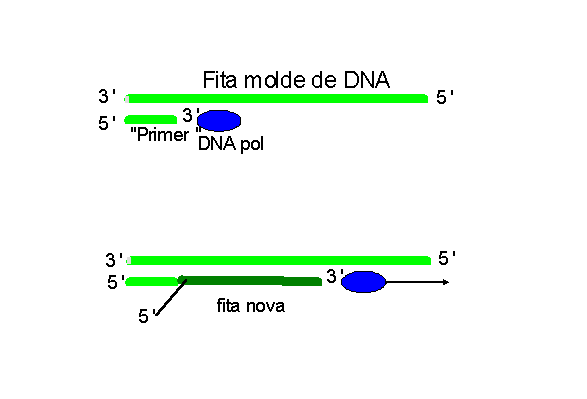 Fita molde de DNA
3' 5'
5' "Primer" 3'
DNA pol
3' 5'
5' 3'
5' fita nova